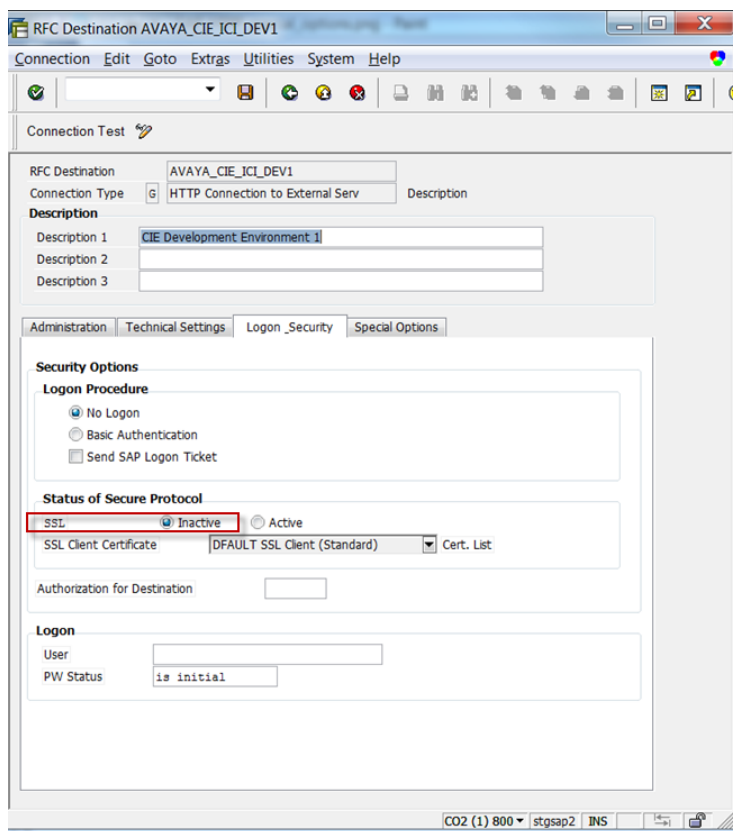 RFC Destination AVAYA_CIE_ICI_DEV1
Connection Edit Goto Extras Utilities System Help
Connection Test
RFC Destination AVAYA_CIE_ICI_DEV1
Connection Type G HTTP Connection to External Serv Description
Description
Description 1 CIE Development Environment 1
Description 2
Description 3
Administration Technical Settings Logon _Security Special Options
Security Options
Logon Procedure
No Logon
Basic Authentication
Send SAP Logon Ticket
Status of Secure Protocol
SSL Inactive Active
SSL Client Certificate DFAULT SSL Client (Standard) Cert. List
Authorization for Destination
Logon
User
PW Status is initial
CO2 (1) 800 stgsap2 INS